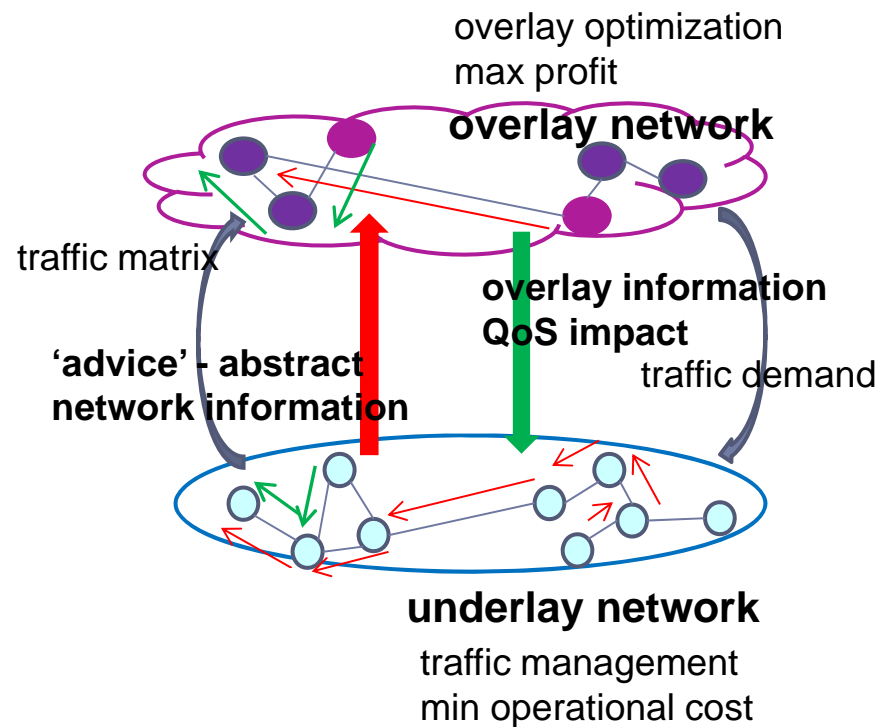 overlay optimization
max profit
overlay network
traffic matrix
overlay information
QoS impact
‘advice’ - abstract
network information
traffic demand
underlay network
traffic management
min operational cost